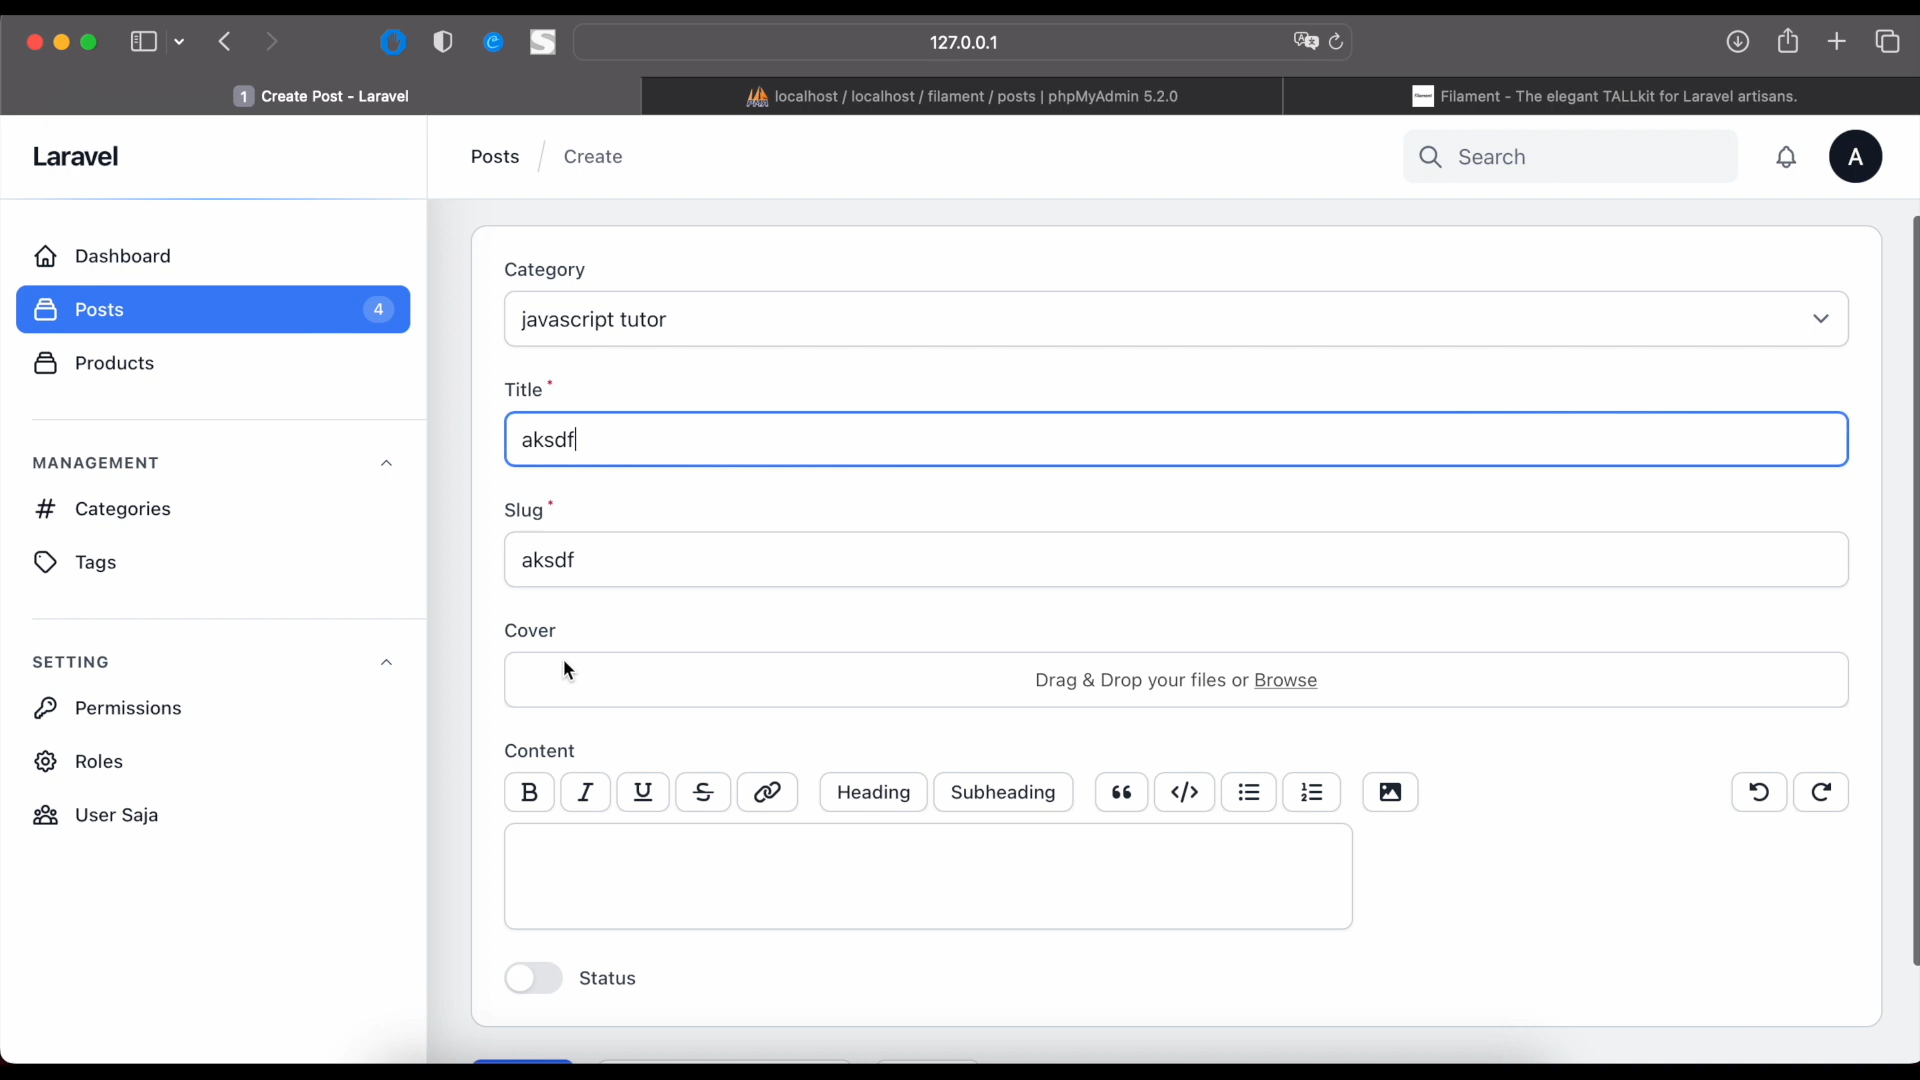 127.0.0.1
1 Create Post - Laravel
localhost / localhost / filament / posts | phpMyAdmin 5.2.0
Filament - The elegant TALLkit for Laravel artisans.
Laravel
Posts / Create
Search
A
Dashboard
Posts 4
Products
MANAGEMENT
Categories
Tags
SETTING
Permissions
Roles
User Saja
Category
javascript tutor
Title *
aksdf
Slug *
aksdf
Cover
Drag & Drop your files or Browse
Content
B I U S Heading Subheading
Status